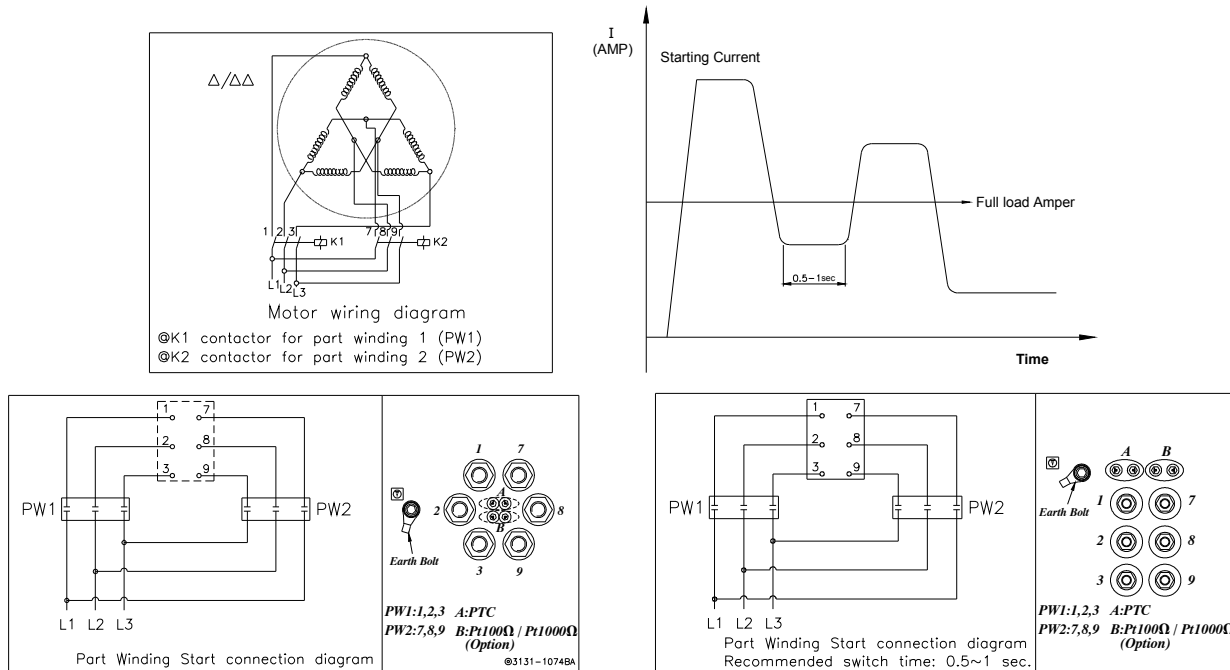 Δ/ΔΔ
1 2 3
K1
7 8 9
K2
L1
L2
L3
Motor wiring diagram
@K1 contactor for part winding 1 (PW1)
@K2 contactor for part winding 2 (PW2)
I
(AMP)
Starting Current
Full load Amper
0.5-1sec
Time
1 7
2 8
3 9
PW1
PW2
L1 L2 L3
Part Winding Start connection diagram
1 7
A
2 8
B
Earth Bolt
3 9
PW1:1,2,3 A:PTC
PW2:7,8,9 B:Pt100Ω / Pt1000Ω
(Option)
@3131-1074BA
1 7
2 8
3 9
PW1
PW2
L1 L2 L3
Part Winding Start connection diagram
Recommended switch time: 0.5~1 sec.
A B
Earth Bolt
1 7
2 8
3 9
PW1:1,2,3 A:PTC
PW2:7,8,9 B:Pt100Ω / Pt1000Ω
(Option)